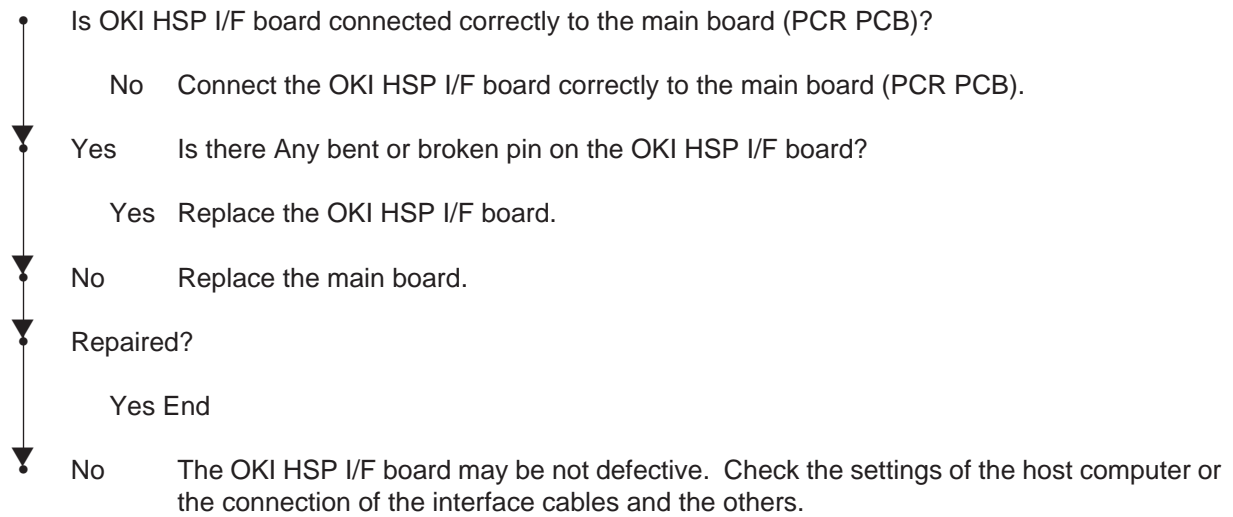 Is OKI HSP I/F board connected correctly to the main board (PCR PCB)?
No Connect the OKI HSP I/F board correctly to the main board (PCR PCB).
Yes Is there Any bent or broken pin on the OKI HSP I/F board?
Yes Replace the OKI HSP I/F board.
No Replace the main board.
Repaired?
Yes End
No The OKI HSP I/F board may be not defective. Check the settings of the host computer or
the connection of the interface cables and the others.